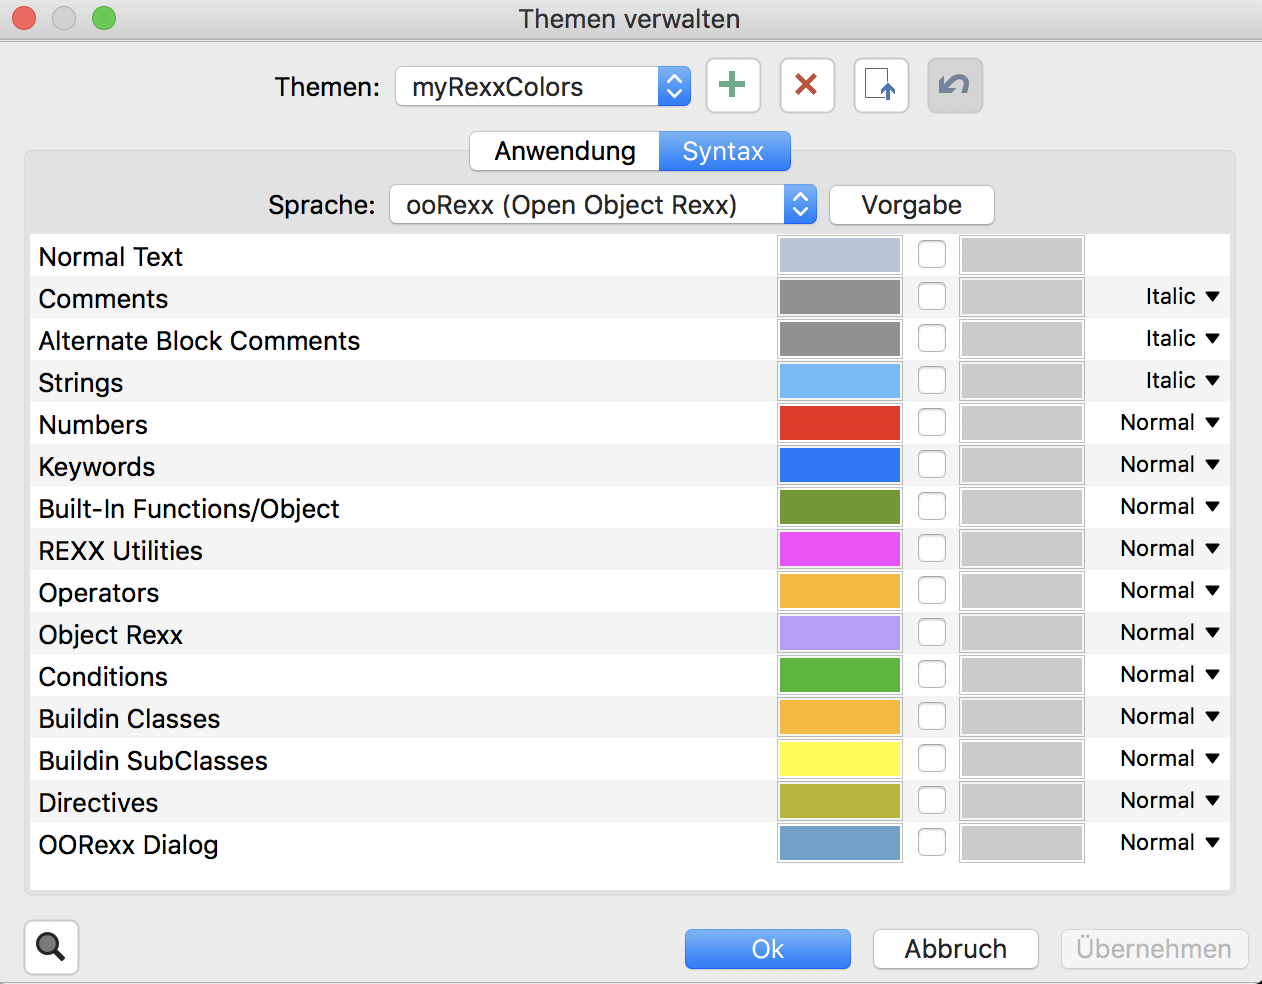 Themen verwalten
Themen: myRexxColors
Anwendung Syntax
Sprache: ooRexx (Open Object Rexx) Vorgabe
Normal Text
Comments Italic
Alternate Block Comments Italic
Strings Italic
Numbers Normal
Keywords Normal
Built-In Functions/Object Normal
REXX Utilities Normal
Operators Normal
Object Rexx Normal
Conditions Normal
Buildin Classes Normal
Buildin SubClasses Normal
Directives Normal
OORexx Dialog Normal
Ok Abbruch Übernehmen